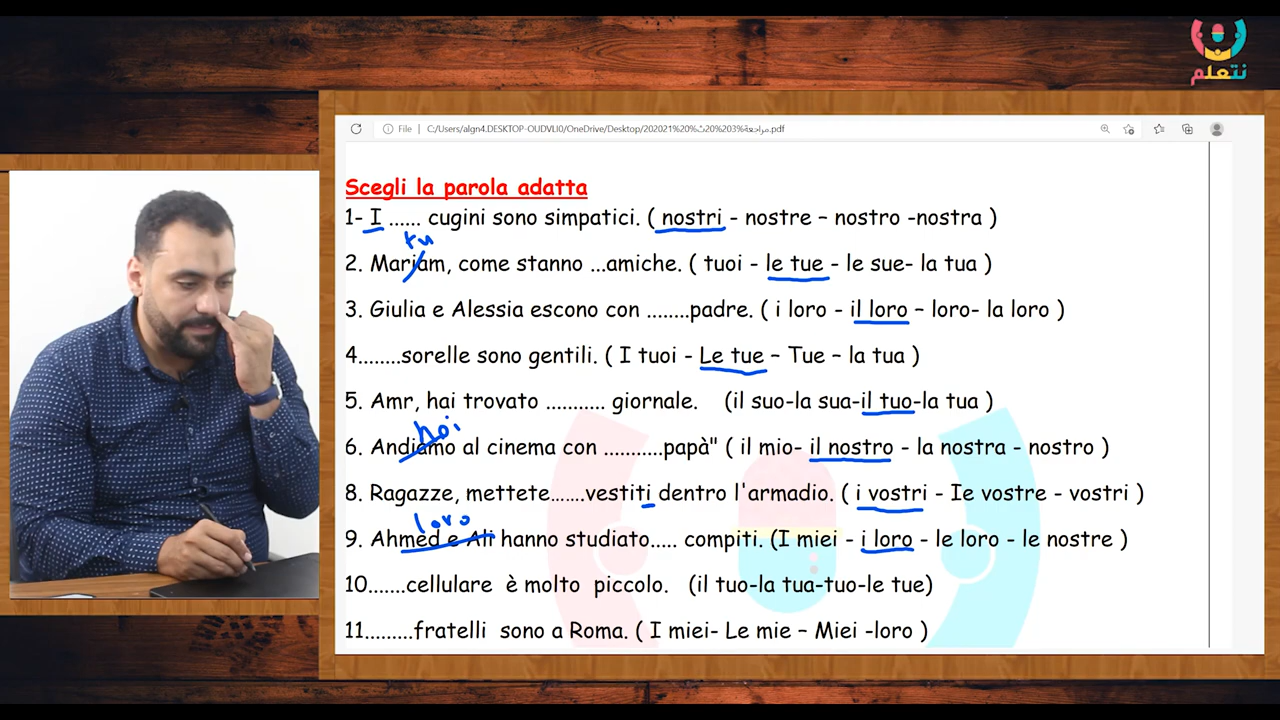 نتعلم
File C:/Users/algn4.DESKTOP-OUDVLI0/OneDrive/Desktop/202021%20%ث20%203%مراجعة.pdf
Scegli la parola adatta
1- I ...... cugini sono simpatici. ( nostri - nostre – nostro -nostra )
tu
2. Mariam, come stanno ...amiche. ( tuoi - le tue - le sue- la tua )
3. Giulia e Alessia escono con ........padre. ( i loro - il loro – loro- la loro )
4........sorelle sono gentili. ( I tuoi - Le tue – Tue – la tua )
5. Amr, hai trovato ........... giornale. (il suo-la sua-il tuo-la tua )
noi
6. Andiamo al cinema con ...........papà" ( il mio- il nostro - la nostra - nostro )
8. Ragazze, mettete.......vestiti dentro l'armadio. ( i vostri - Ie vostre - vostri )
loro
9. Ahmed e Ali hanno studiato..... compiti. (I miei - i loro - le loro - le nostre )
10.......cellulare è molto piccolo. (il tuo-la tua-tuo-le tue)
11.........fratelli sono a Roma. ( I miei- Le mie – Miei -loro )